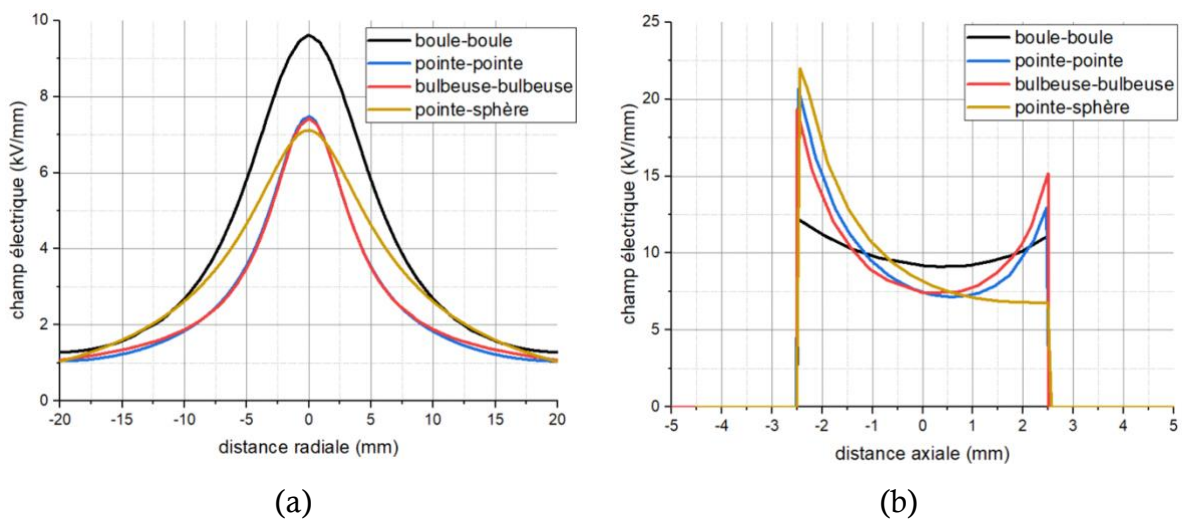 10
8
6
4
2
0
champ électrique (kV/mm)
boule-boule
pointe-pointe
bulbeuse-bulbeuse
pointe-sphère
-20 -15 -10 -5 0 5 10 15 20
distance radiale (mm)
(a)
25
20
15
10
5
0
champ électrique (kV/mm)
boule-boule
pointe-pointe
bulbeuse-bulbeuse
pointe-sphère
-5 -4 -3 -2 -1 0 1 2 3 4 5
distance axiale (mm)
(b)